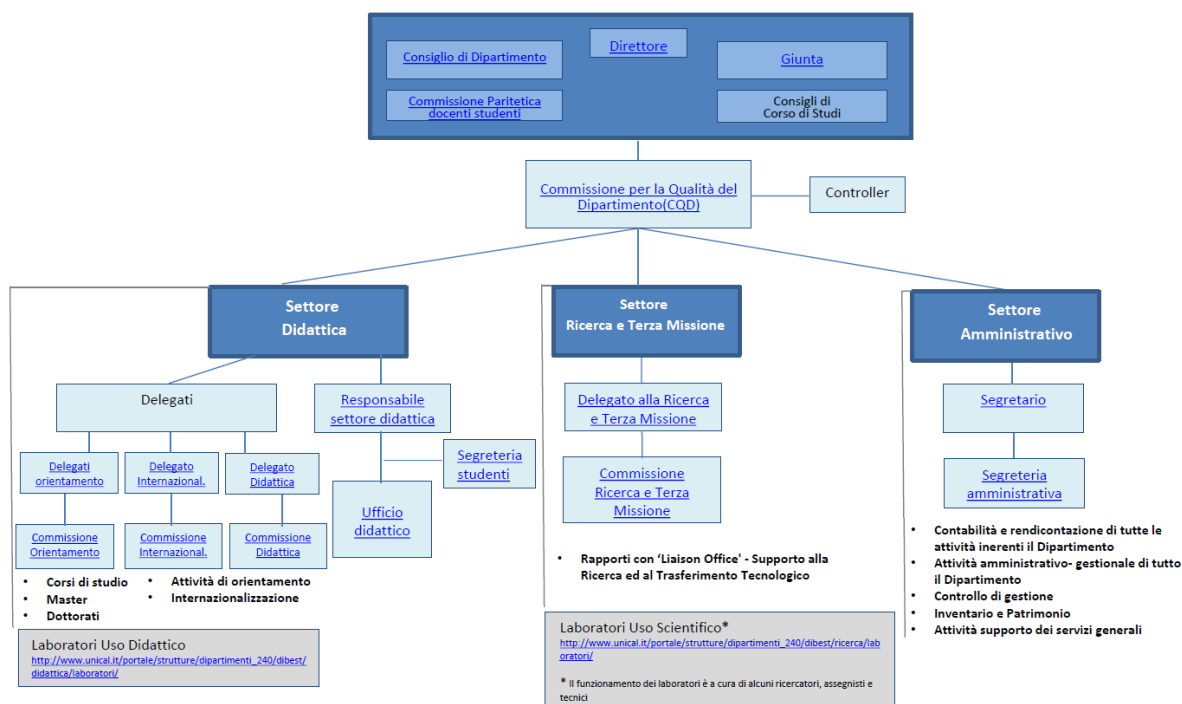 Direttore
Consiglio di Dipartimento
Giunta
Commissione Paritetica
docenti studenti
Consigli di
Corso di Studi
Commissione per la Qualità del
Dipartimento(CQD)
Controller
Settore
Didattica
Settore
Ricerca e Terza Missione
Settore
Amministrativo
Delegati
Responsabile
settore didattica
Delegati
orientamento
Delegato
Internazional.
Delegato
Didattica
Segreteria
studenti
Ufficio
didattico
Commissione
Orientamento
Commissione
Internazional.
Commissione
Didattica
• Corsi di studio
• Master
• Dottorati
• Attività di orientamento
• Internazionalizzazione
Laboratori Uso Didattico
http://www.unical.it/portale/strutture/dipartimenti_240/dibest/
didattica/laboratori/
Delegato alla Ricerca
e Terza Missione
Commissione
Ricerca e Terza
Missione
• Rapporti con ‘Liaison Office' - Supporto alla
Ricerca ed al Trasferimento Tecnologico
Laboratori Uso Scientifico*
http://www.unical.it/portale/strutture/dipartimenti_240/dibest/ricerca/lab
oratori/
* Il funzionamento dei laboratori è a cura di alcuni ricercatori, assegnisti e
tecnici
Segretario
Segreteria
amministrativa
• Contabilità e rendicontazione di tutte le
attività inerenti il Dipartimento
• Attività amministrativo- gestionale di tutto
il Dipartimento
• Controllo di gestione
• Inventario e Patrimonio
• Attività supporto dei servizi generali